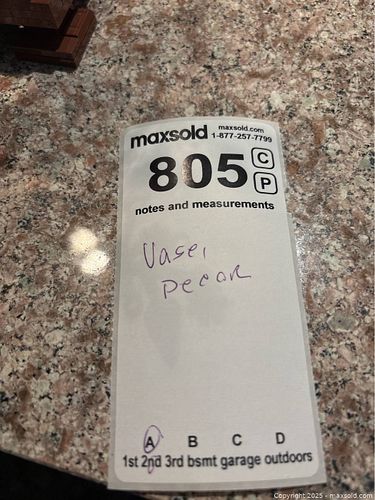 maxsold
maxsold.com
1-877-257-7799
805
C
P
notes and measurements
Vase,
Decor
A B C D
1st 2nd 3rd bsmt garage outdoors
Copyright 2025 - maxsold.com